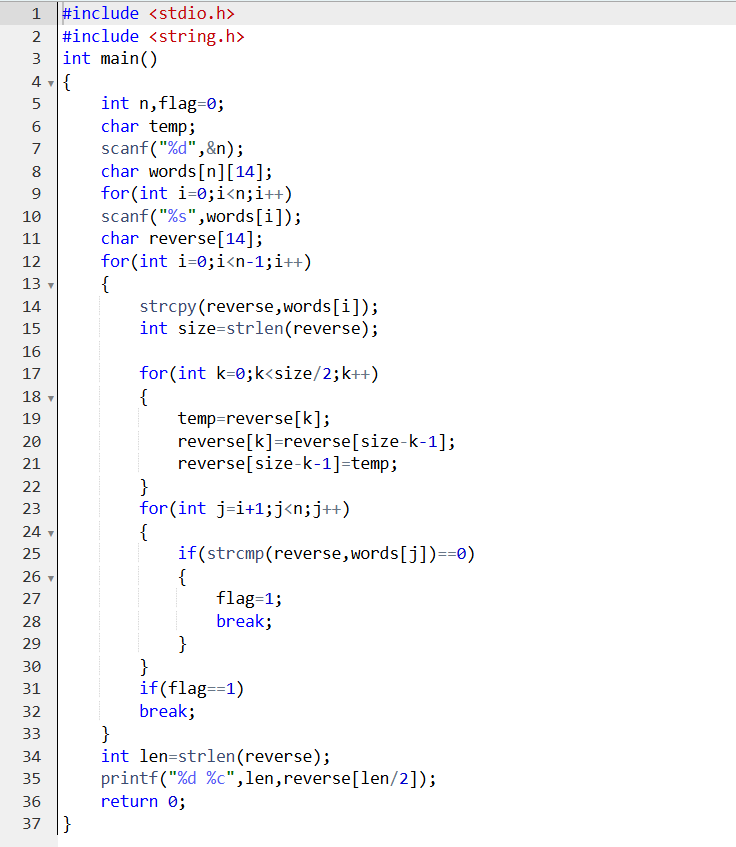 1 #include <stdio.h>
2 #include <string.h>
3 int main()
4 {
5 int n,flag=0;
6 char temp;
7 scanf("%d",&n);
8 char words[n][14];
9 for(int i=0;i<n;i++)
10 scanf("%s",words[i]);
11 char reverse[14];
12 for(int i=0;i<n-1;i++)
13 {
14 strcpy(reverse,words[i]);
15 int size=strlen(reverse);
16
17 for(int k=0;k<size/2;k++)
18 {
19 temp=reverse[k];
20 reverse[k]=reverse[size-k-1];
21 reverse[size-k-1]=temp;
22 }
23 for(int j=i+1;j<n;j++)
24 {
25 if(strcmp(reverse,words[j])==0)
26 {
27 flag=1;
28 break;
29 }
30 }
31 if(flag==1)
32 break;
33 }
34 int len=strlen(reverse);
35 printf("%d %c",len,reverse[len/2]);
36 return 0;
37 }